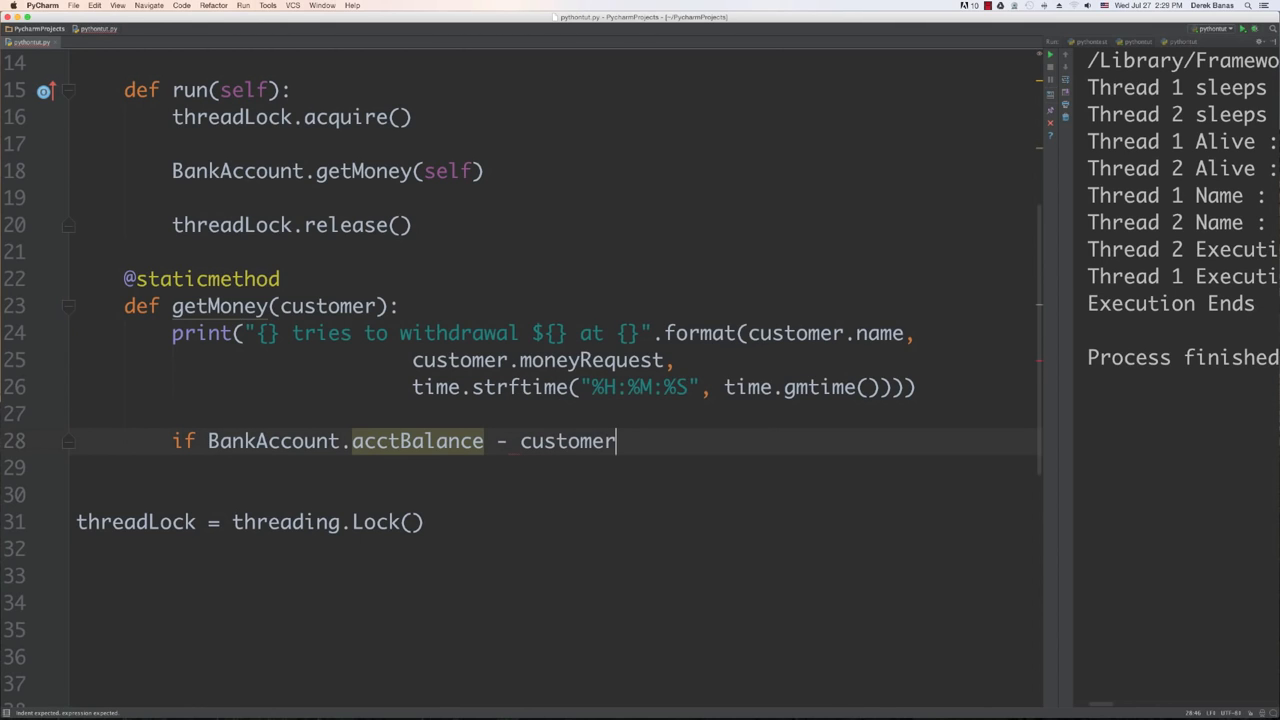 PyCharm File Edit View Navigate Code Refactor Run Tools VCS Window Help 10 Wed Jul 27 2:29 PM Derek Banas
pythontut.py - PycharmProjects - [~/PycharmProjects]
PycharmProjects pythontut.py pythontut
pythontut.py Run: pythontut pythontut
14
15 def run(self):
16 threadLock.acquire()
17
18 BankAccount.getMoney(self)
19
20 threadLock.release()
21
22 @staticmethod
23 def getMoney(customer):
24 print("{} tries to withdrawal ${} at {}".format(customer.name,
25 customer.moneyRequest,
26 time.strftime("%H:%M:%S", time.gmtime())))
27
28 if BankAccount.acctBalance - customer
29
30
31 threadLock = threading.Lock()
32
33
34
35
36
37
/Library/Framewo
Thread 1 sleeps
Thread 2 sleeps
Thread 1 Alive :
Thread 2 Alive :
Thread 1 Name :
Thread 2 Name :
Thread 2 Executi
Thread 1 Executi
Execution Ends
Process finished
Indent expected, expression expected. 28:46 LF÷ UTF-8÷